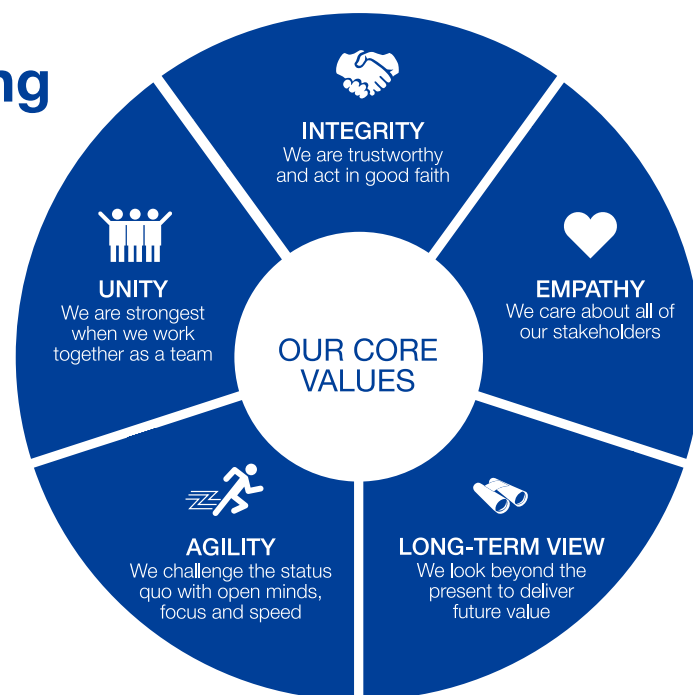 ng
INTEGRITY
We are trustworthy
and act in good faith
EMPATHY
We care about all of
our stakeholders
LONG-TERM VIEW
We look beyond the
present to deliver
future value
AGILITY
We challenge the status
quo with open minds,
focus and speed
UNITY
We are strongest
when we work
together as a team
OUR CORE
VALUES